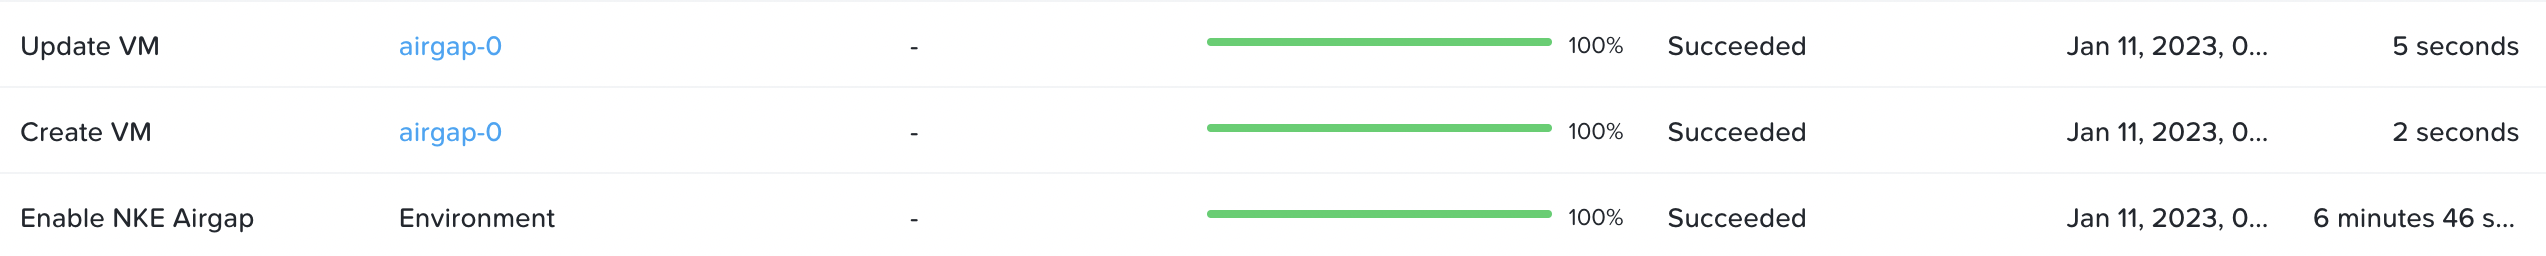 Update VM airgap-0 - 100% Succeeded Jan 11, 2023, 0... 5 seconds
Create VM airgap-0 - 100% Succeeded Jan 11, 2023, 0... 2 seconds
Enable NKE Airgap Environment - 100% Succeeded Jan 11, 2023, 0... 6 minutes 46 s...